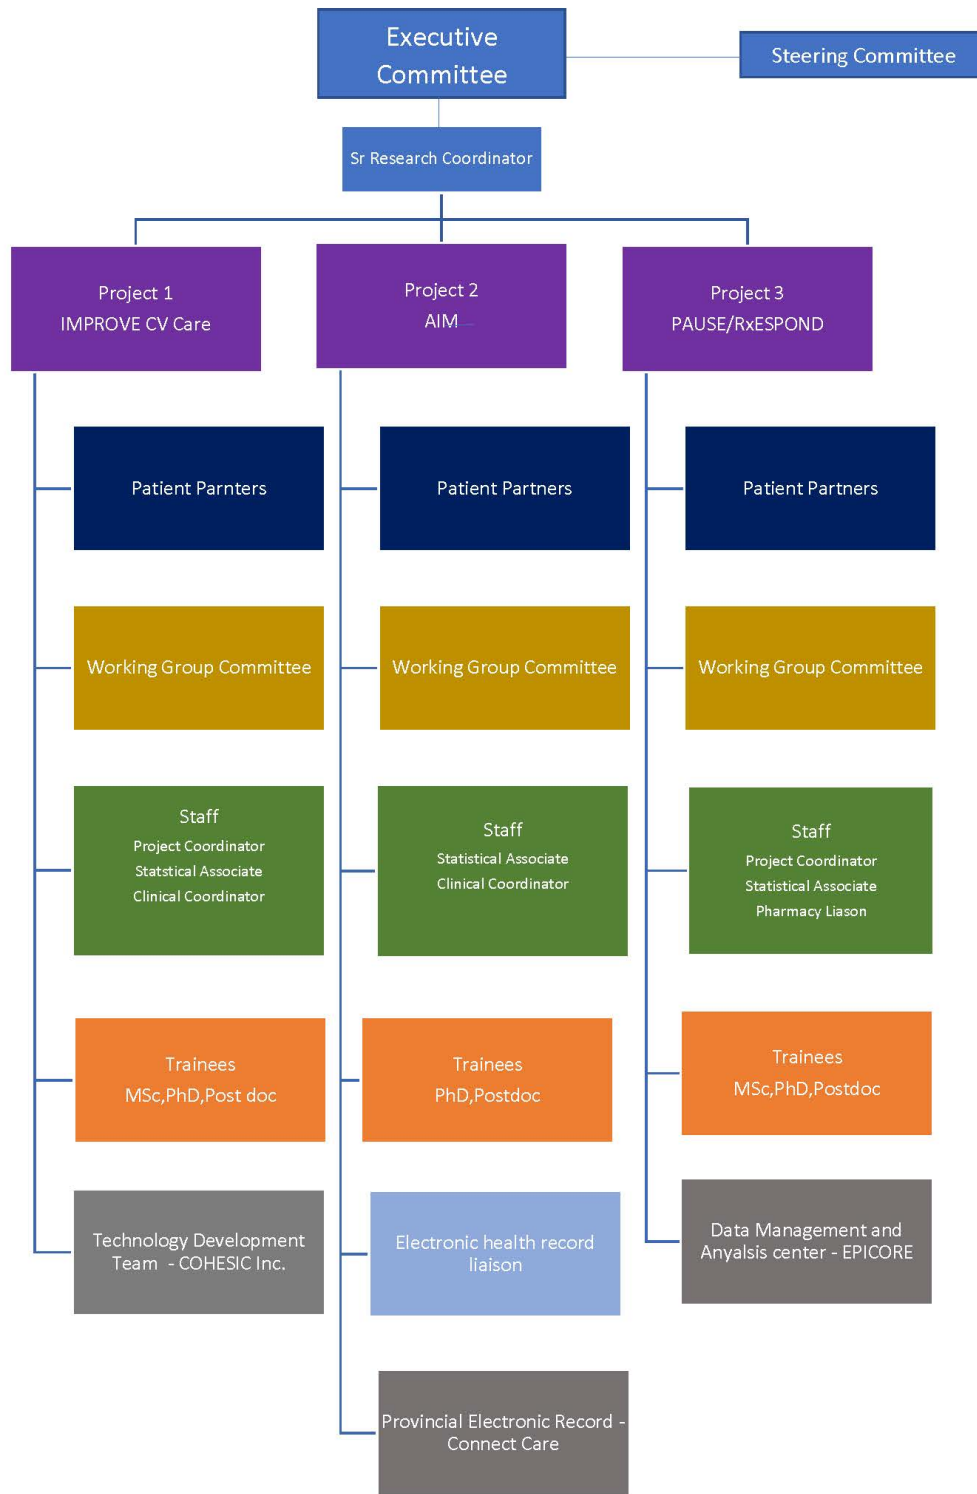 Executive
Committee
Steering Committee
Sr Research Coordinator
Project 1
IMPROVE CV Care
Project 2
AIM
Project 3
PAUSE/RxESPOND
Patient Parnters
Patient Partners
Patient Partners
Working Group Committee
Working Group Committee
Working Group Committee
Staff
Project Coordinator
Statstical Associate
Clinical Coordinator
Staff
Statistical Associate
Clinical Coordinator
Staff
Project Coordinator
Statistical Associate
Pharmacy Liason
Trainees
MSc,PhD,Post doc
Trainees
PhD,Postdoc
Trainees
MSc,PhD,Postdoc
Technology Development
Team - COHESIC Inc.
Electronic health record
liaison
Data Management and
Anyalsis center - EPICORE
Provincial Electronic Record -
Connect Care